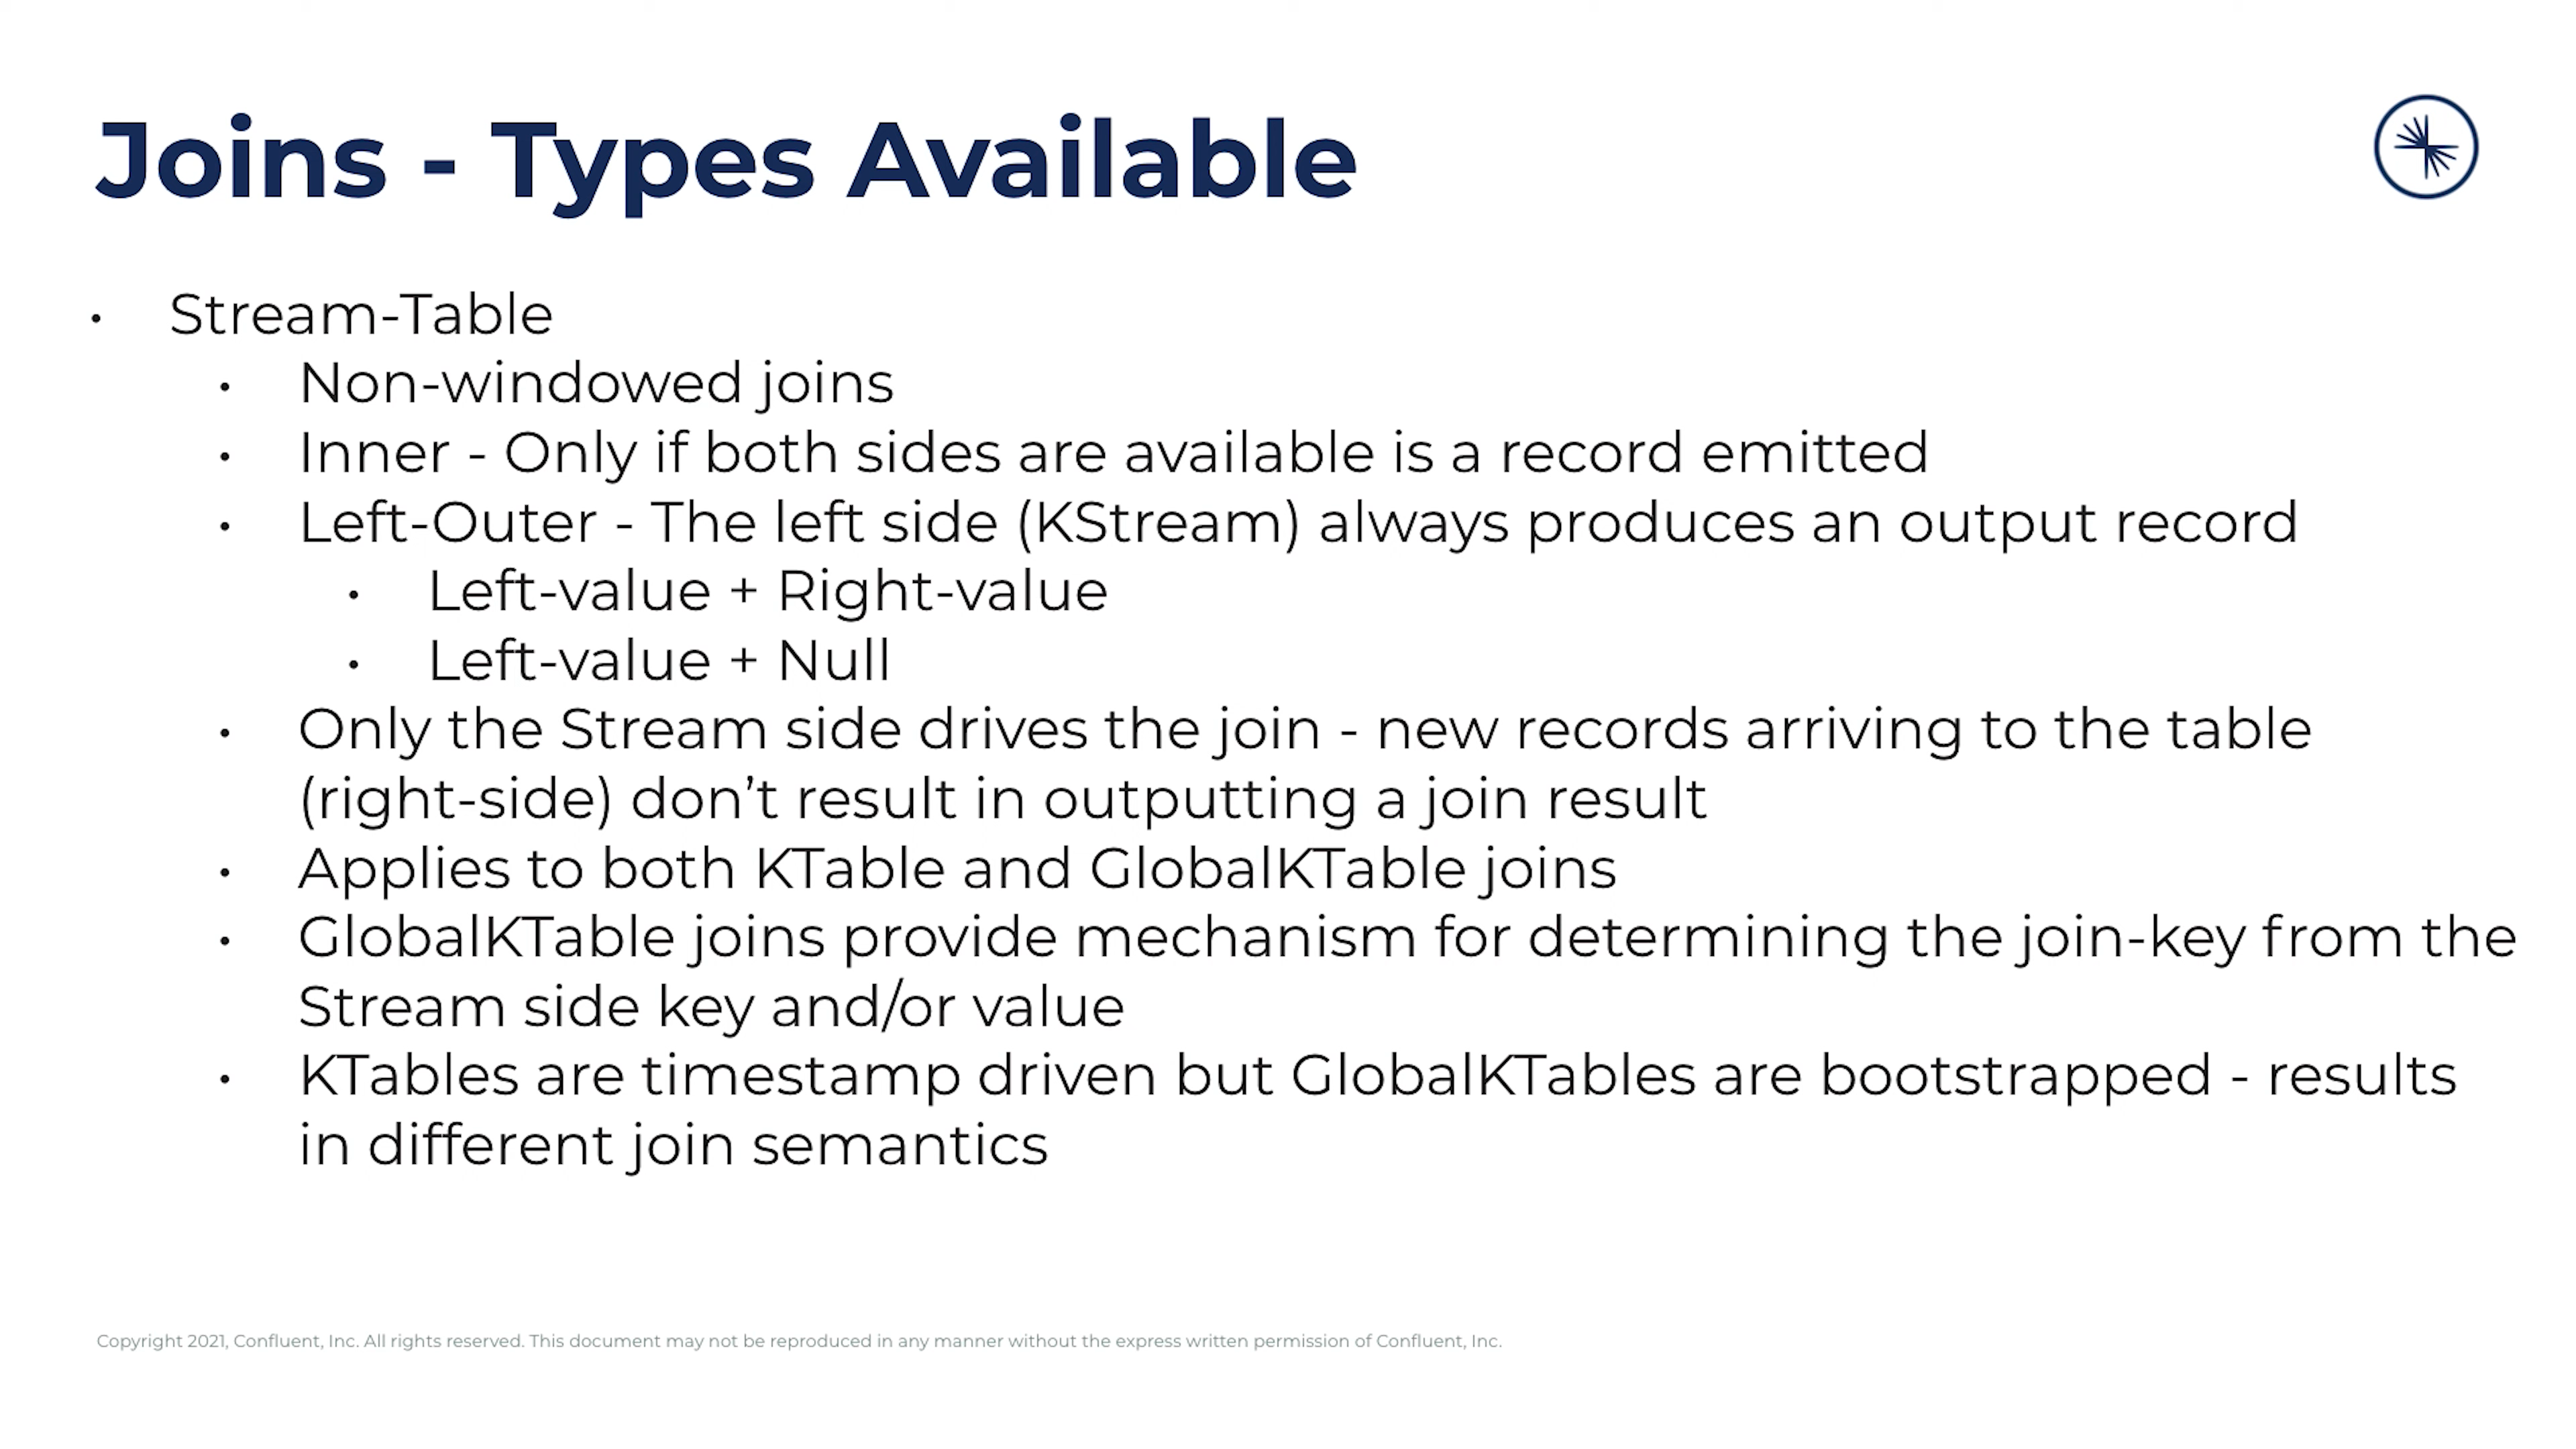 Joins - Types Available
• Stream-Table
• Non-windowed joins
• Inner - Only if both sides are available is a record emitted
• Left-Outer - The left side (KStream) always produces an output record
• Left-value + Right-value
• Left-value + Null
• Only the Stream side drives the join - new records arriving to the table
(right-side) don’t result in outputting a join result
• Applies to both KTable and GlobalKTable joins
• GlobalKTable joins provide mechanism for determining the join-key from the
Stream side key and/or value
• KTables are timestamp driven but GlobalKTables are bootstrapped - results
in different join semantics
Copyright 2021, Confluent, Inc. All rights reserved. This document may not be reproduced in any manner without the express written permission of Confluent, Inc.